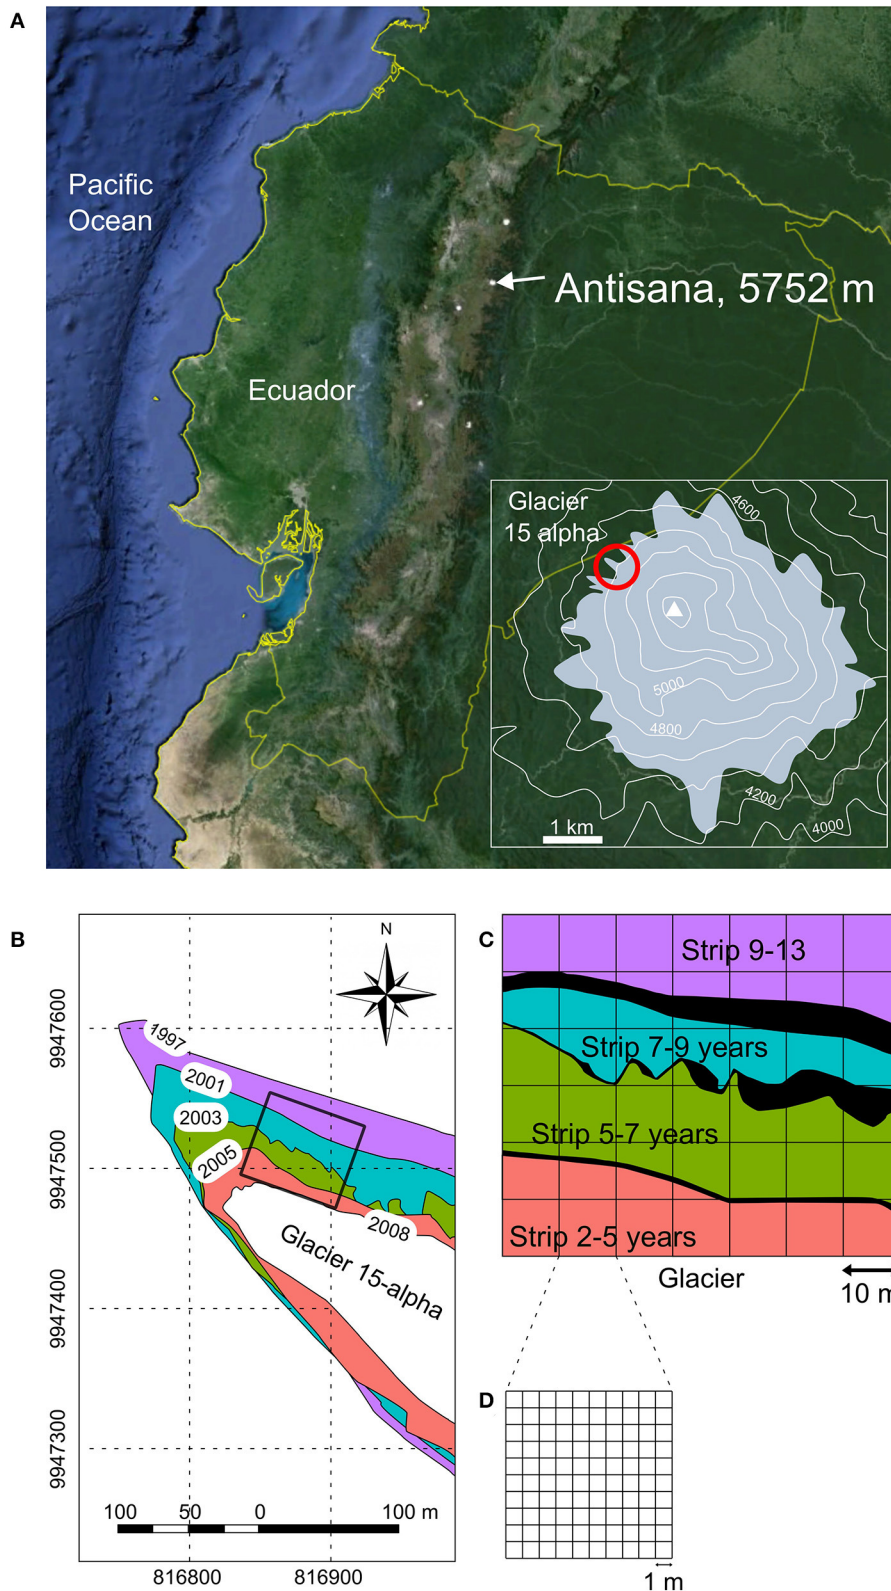 A
Pacific
Ocean
Antisana, 5752 m
Ecuador
Glacier
15 alpha
4600
5000
4800
4200
4000
1 km
B
N
9947600
9947500
9947400
9947300
1997
2001
2003
2005
2008
Glacier 15-alpha
100 50 0 100 m
816800 816900
C
Strip 9-13
Strip 7-9 years
Strip 5-7 years
Strip 2-5 years
Glacier
10 m
D
1 m